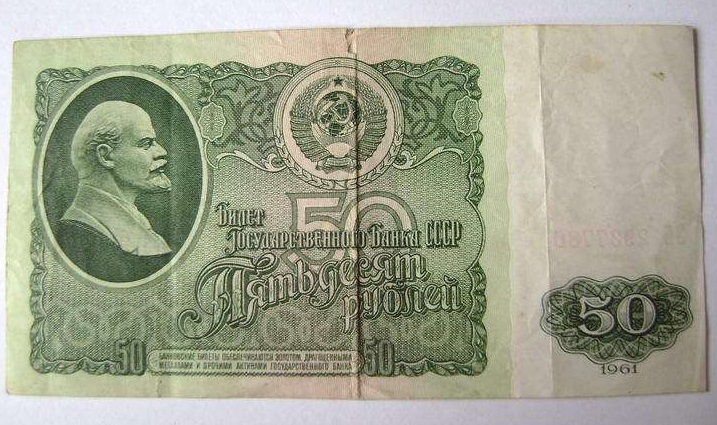 50
Билет
Государственного Банка СССР
Пятьдесят
рублей
50
БАНКОВСКИЕ БИЛЕТЫ ОБЕСПЕЧИВАЮТСЯ ЗОЛОТОМ, ДРАГОЦЕННЫМИ
МЕТАЛЛАМИ И ПРОЧИМИ АКТИВАМИ ГОСУДАРСТВЕННОГО БАНКА
50
50
1961